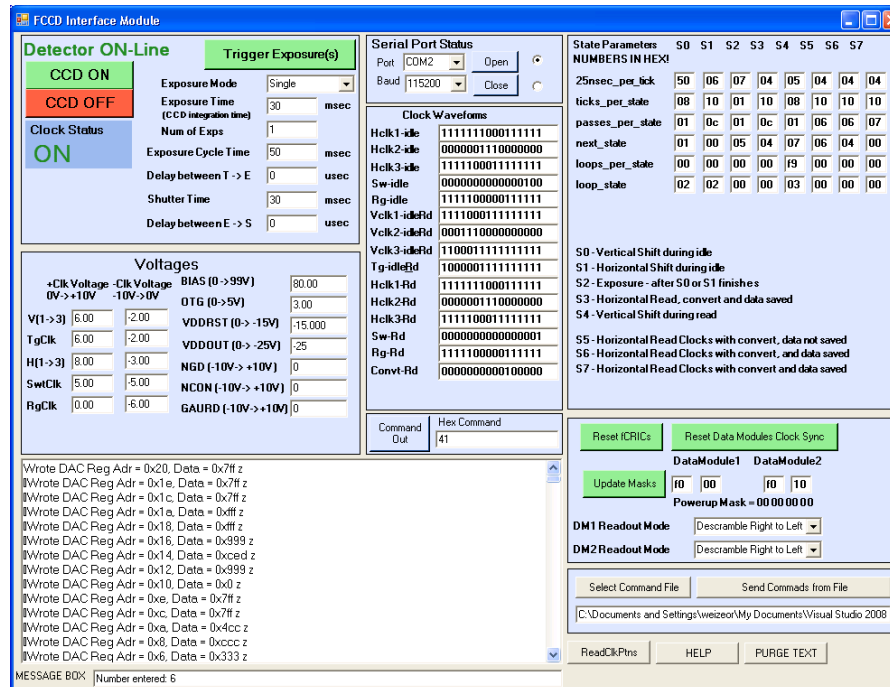 FCCD Interface Module
Detector ON-Line
Trigger Exposure(s)
CCD ON
CCD OFF
Clock Status
ON
Exposure Mode Single
Exposure Time 30 msec
(CCD integration time)
Num of Exps 1
Exposure Cycle Time 50 msec
Delay between T -> E 0 usec
Shutter Time 30 msec
Delay between E -> S 0 usec
Voltages
+Clk Voltage -Clk Voltage
0V->+10V -10V->0V
V(1->3) 6.00 -2.00
TgClk 6.00 -2.00
H(1->3) 8.00 -3.00
SwtClk 5.00 -5.00
RgClk 0.00 -6.00
BIAS (0->99V) 80.00
OTG (0->5V) 3.00
VDDRST (0-> -15V) -15.000
VDDOUT (0-> -25V) -25
NGD (-10V-> +10V) 0
NCON (-10V-> +10V) 0
GAURD (-10V->+10V) 0
Serial Port Status
Port COM2 Open
Baud 115200 Close
Clock Waveforms
Hclk1-idle 1111111000111111
Hclk2-idle 0000001110000000
Hclk3-idle 1111100011111111
Sw-idle 0000000000000100
Rg-idle 1111100000111111
Vclk1-idleRd 1111000111111111
Vclk2-idleRd 0001110000000000
Vclk3-idleRd 1100011111111111
Tg-idleRd 1000001111111111
Hclk1-Rd 1111111000111111
Hclk2-Rd 0000001110000000
Hclk3-Rd 1111100011111111
Sw-Rd 0000000000000001
Rg-Rd 1111100000111111
Convt-Rd 0000000000100000
Command Out
Hex Command
41
State Parameters S0 S1 S2 S3 S4 S5 S6 S7
NUMBERS IN HEX!
25nsec_per_tick 50 06 07 04 05 04 04 04
ticks_per_state 08 10 01 10 08 10 10 10
passes_per_state 01 0c 01 0c 01 06 06 07
next_state 01 00 05 04 07 06 04 00
loops_per_state 00 00 00 00 f9 00 00 00
loop_state 02 02 00 00 03 00 00 00
S0 - Vertical Shift during idle
S1 - Horizontal Shift during idle
S2 - Exposure - after S0 or S1 finishes
S3 - Horizontal Read, convert and data saved
S4 - Vertical Shift during read
S5 - Horizontal Read Clocks with convert, data not saved
S6 - Horizontal Read Clocks with convert, and data saved
S7 - Horizontal Read Clocks with convert and data saved
Reset fCRICs
Reset Data Modules Clock Sync
DataModule1 DataModule2
Update Masks f0 00 f0 10
Powerup Mask = 00 00 00 00
DM1 Readout Mode Descramble Right to Left
DM2 Readout Mode Descramble Right to Left
Select Command File
Send Commads from File
C:\Documents and Settings\weizeor\My Documents\Visual Studio 2008
ReadClkPtns
HELP
PURGE TEXT
Wrote DAC Reg Adr = 0x20, Data = 0x7ff z
Wrote DAC Reg Adr = 0x1e, Data = 0x7ff z
Wrote DAC Reg Adr = 0x1c, Data = 0x7ff z
Wrote DAC Reg Adr = 0x1a, Data = 0xfff z
Wrote DAC Reg Adr = 0x18, Data = 0xfff z
Wrote DAC Reg Adr = 0x16, Data = 0x999 z
Wrote DAC Reg Adr = 0x14, Data = 0xced z
Wrote DAC Reg Adr = 0x12, Data = 0x999 z
Wrote DAC Reg Adr = 0x10, Data = 0x0 z
Wrote DAC Reg Adr = 0xe, Data = 0x7ff z
Wrote DAC Reg Adr = 0xc, Data = 0x7ff z
Wrote DAC Reg Adr = 0xa, Data = 0x4cc z
Wrote DAC Reg Adr = 0x8, Data = 0xccc z
Wrote DAC Reg Adr = 0x6, Data = 0x333 z
MESSAGE BOX Number entered: 6